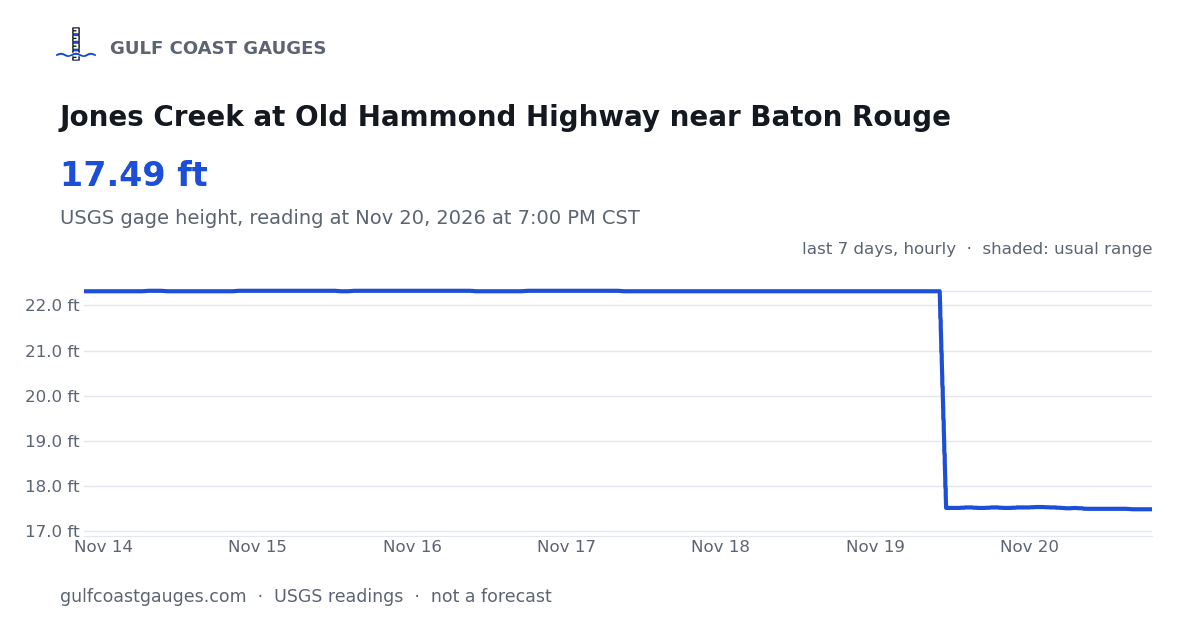 GULF COAST GAUGES
Jones Creek at Old Hammond Highway near Baton Rouge
17.49 ft
USGS gage height, reading at Nov 20, 2026 at 7:00 PM CST
last 7 days, hourly · shaded: usual range
22.0 ft
21.0 ft
20.0 ft
19.0 ft
18.0 ft
17.0 ft
Nov 14 Nov 15 Nov 16 Nov 17 Nov 18 Nov 19 Nov 20
gulfcoastgauges.com · USGS readings · not a forecast